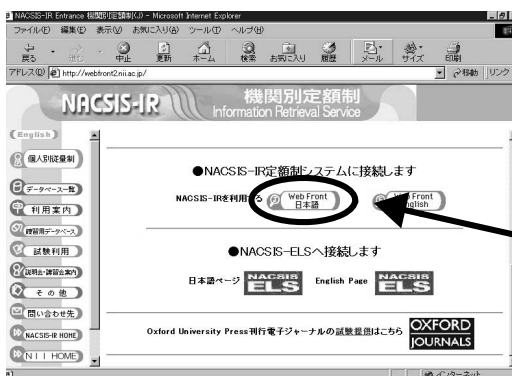 NACSIS-IR Entrance 機関別定額制(J) - Microsoft Internet Explorer
ファイル(F) 編集(E) 表示(V) お気に入り(A) ツール(T) ヘルプ(H)
戻る 中止 更新 ホーム 検索 お気に入り 履歴 メール サイズ 印刷
アドレス(D) http://webfront2.nii.ac.jp/ 移動 リンク
NACSIS-IR 機関別定額制
Information Retrieval Service
English
個人別従量制
データベース一覧
利用案内
練習用データベース
試験利用
説明会・講習会案内
その他
問い合わせ先
NACSIS-IR HOME
NII HOME
●NACSIS-IR定額制システムに接続します
NACSIS-IRを利用する Web Front 日本語 Web Front English
●NACSIS-ELSへ接続します
日本語ページ NACSIS ELS English Page NACSIS ELS
Oxford University Press刊行電子ジャーナルの試験提供はこちら OXFORD JOURNALS
インターネット